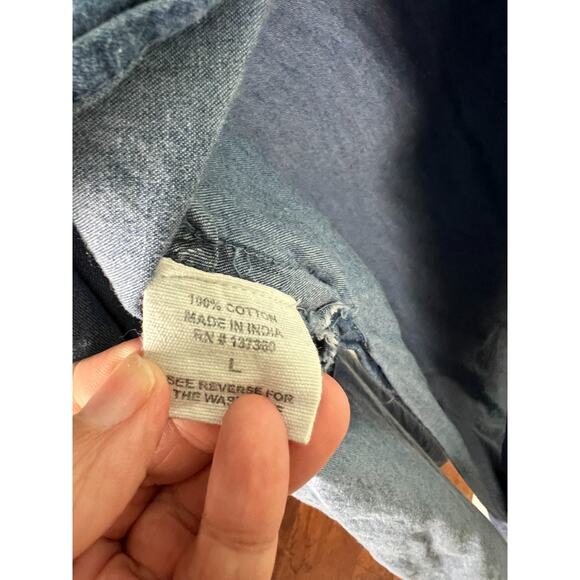 100% COTTON
MADE IN INDIA
RN # 137360
L
SEE REVERSE FOR
THE